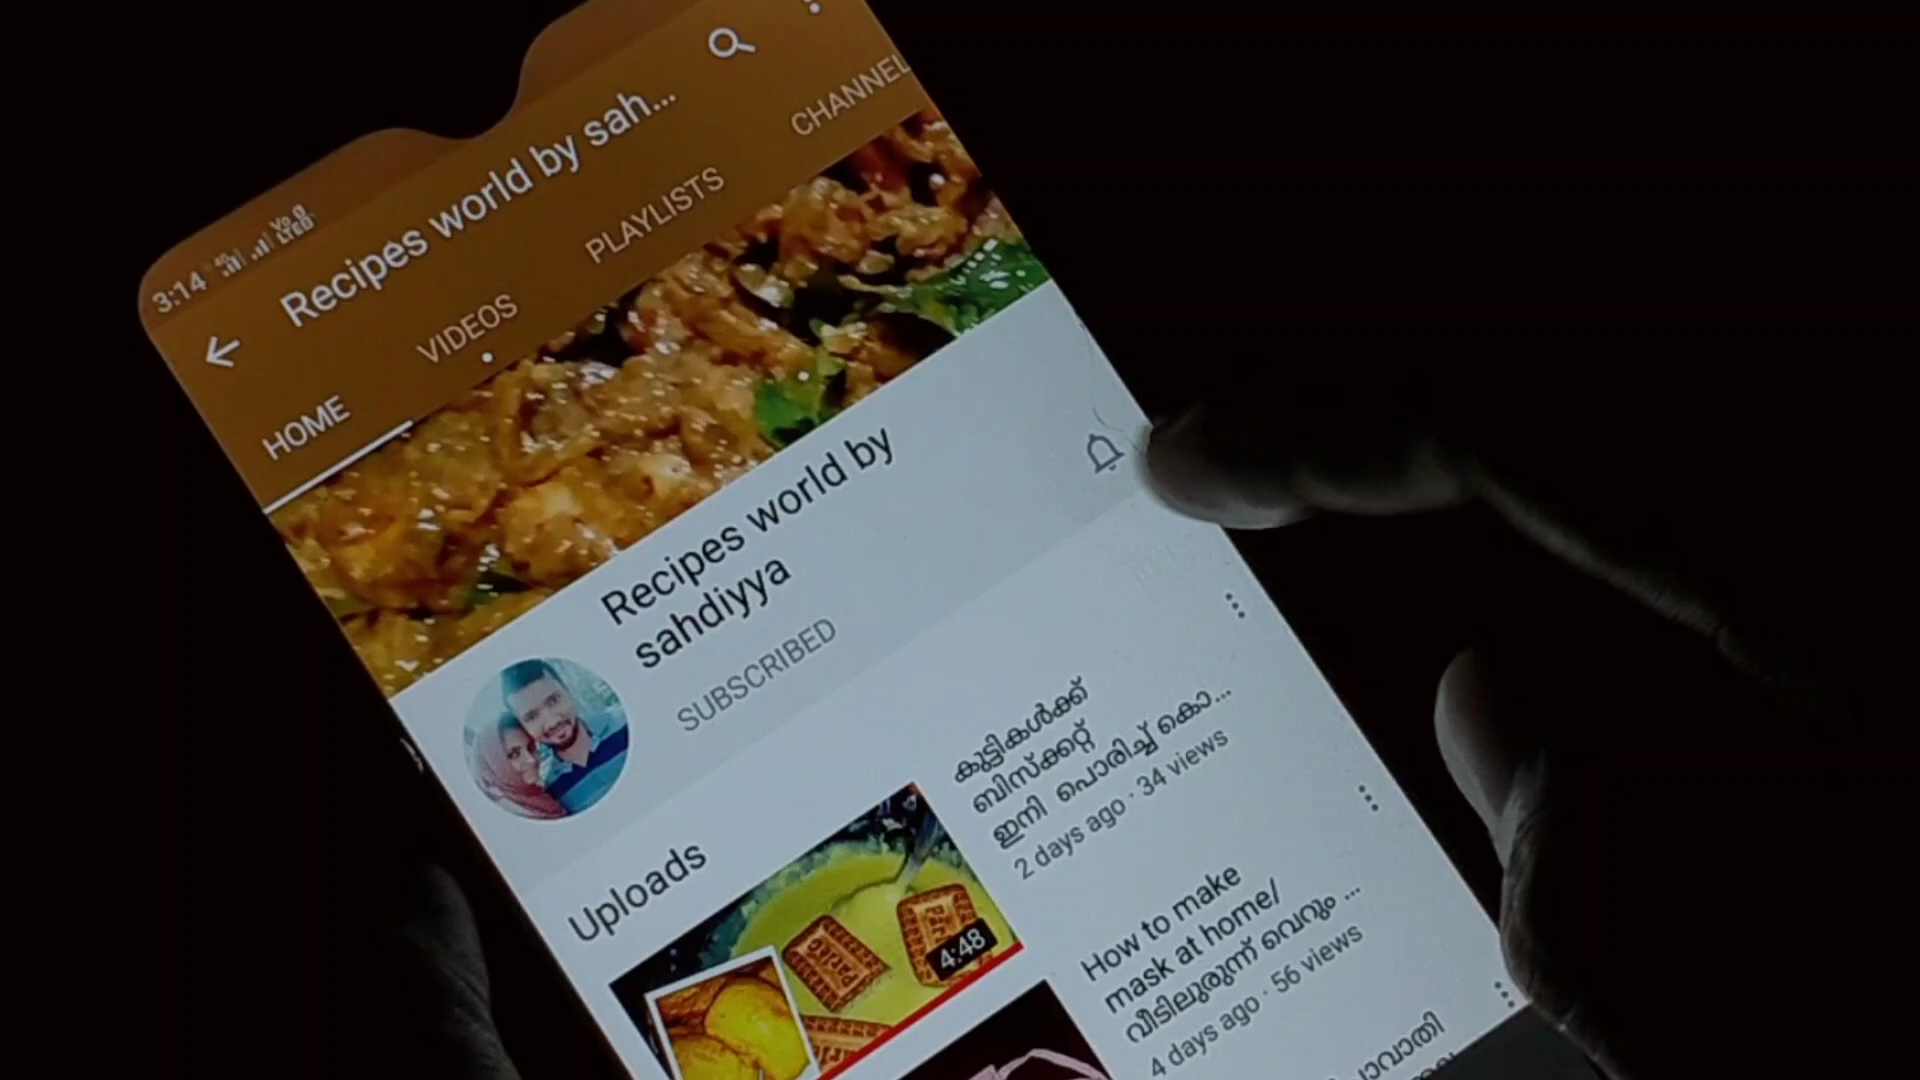 3:14
Recipes world by sah...
HOME
VIDEOS
PLAYLISTS
CHANNEL
Recipes world by
sahdiyya
SUBSCRIBED
Uploads
കുട്ടികൾക്ക്
ബിസ്ക്കറ്റ്
ഇനി പൊരിച്ച് കൊ...
2 days ago · 34 views
4:48
How to make
mask at home/
വീടിലുരുന്ന് വെറും ...
4 days ago · 56 views